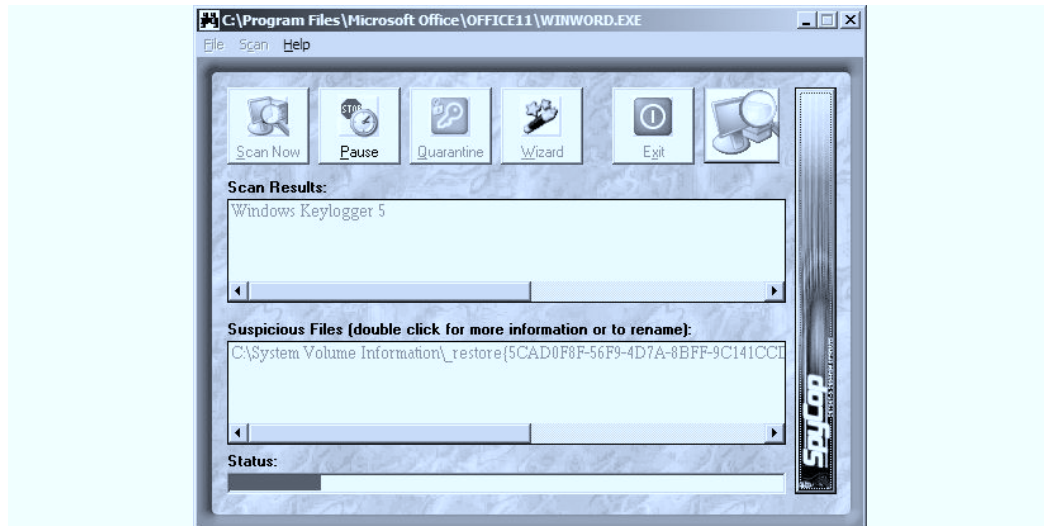 C:\Program Files\Microsoft Office\OFFICE11\WINWORD.EXE
File Scan Help
STOP
Scan Now Pause Quarantine Wizard Exit
Scan Results:
Windows Keylogger 5
Suspicious Files (double click for more information or to rename):
C:\System Volume Information\_restore{5CAD0F8F-56F9-4D7A-8BFF-9C141CCD
Status:
SpyCop